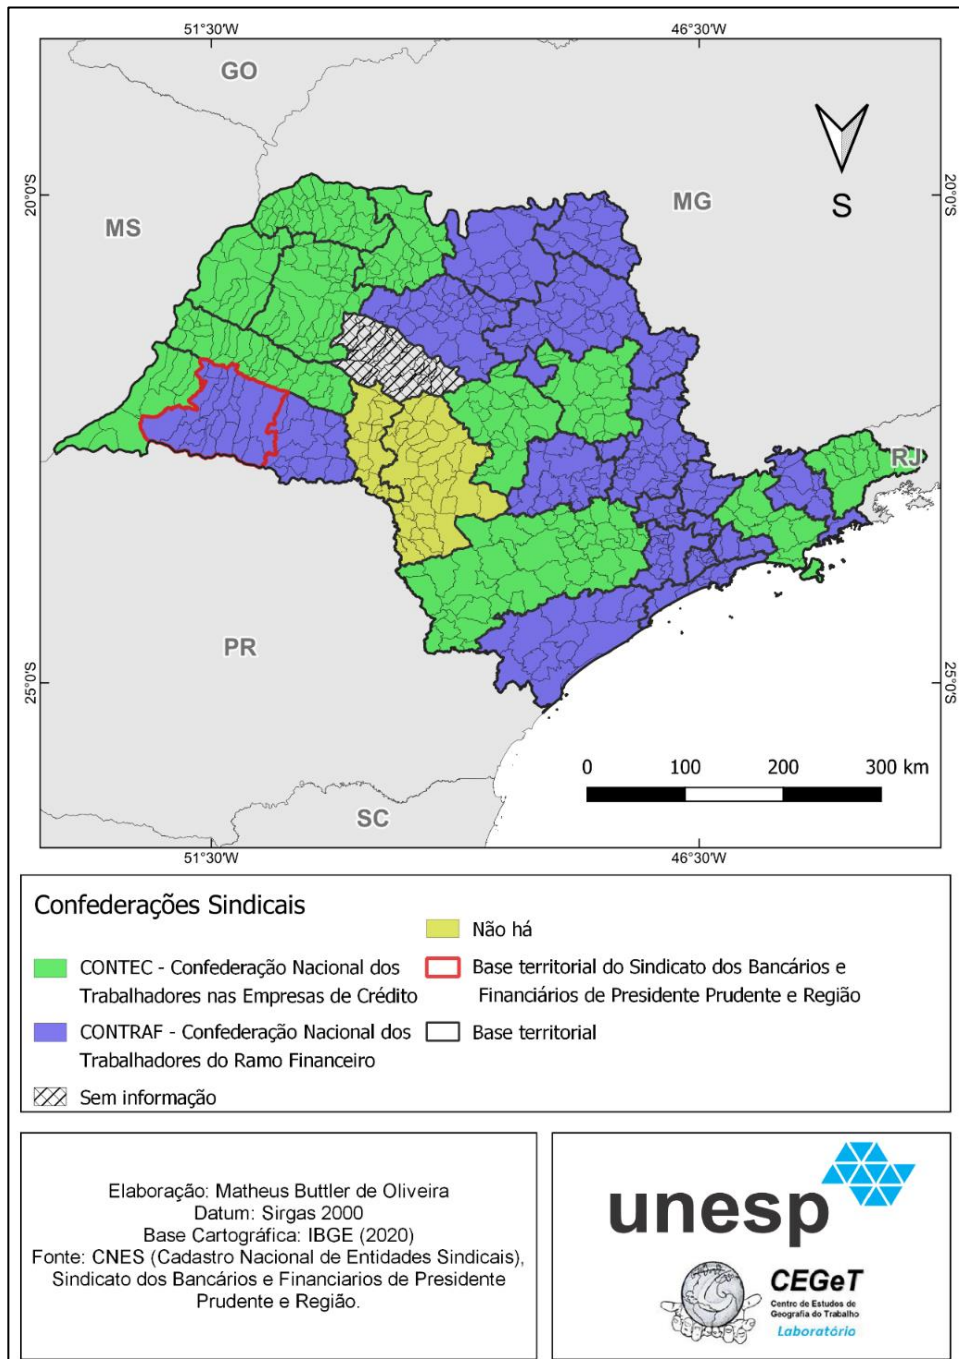 51°30'W
46°30'W
GO
20°0'S
20°0'S
MS
MG
S
RJ
PR
25°0'S
25°0'S
0 100 200 300 km
SC
51°30'W
46°30'W
Confederações Sindicais
CONTEC - Confederação Nacional dos
Trabalhadores nas Empresas de Crédito
CONTRAF - Confederação Nacional dos
Trabalhadores do Ramo Financeiro
Sem informação
Não há
Base territorial do Sindicato dos Bancários e
Financiários de Presidente Prudente e Região
Base territorial
Elaboração: Matheus Buttler de Oliveira
Datum: Sirgas 2000
Base Cartográfica: IBGE (2020)
Fonte: CNES (Cadastro Nacional de Entidades Sindicais),
Sindicato dos Bancários e Financiarios de Presidente
Prudente e Região.
unesp
CEGeT
Centro de Estudos de
Geografia do Trabalho
Laboratório